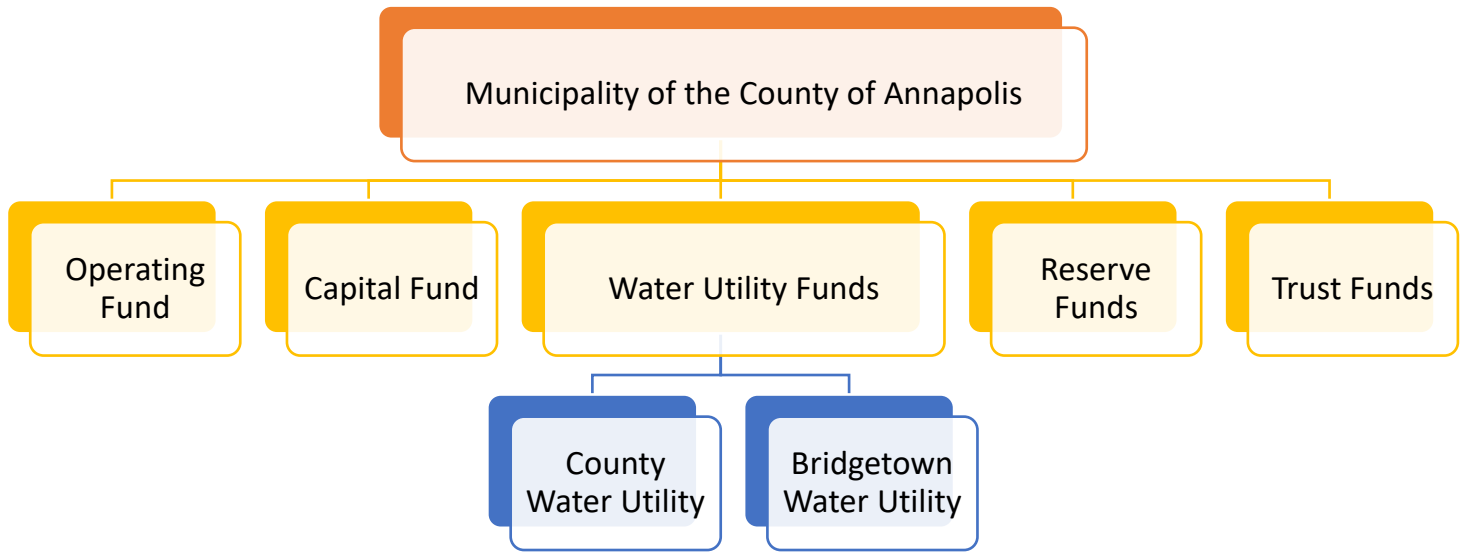 Municipality of the County of Annapolis
Operating
Fund
Capital Fund
Water Utility Funds
Reserve
Funds
Trust Funds
County
Water Utility
Bridgetown
Water Utility